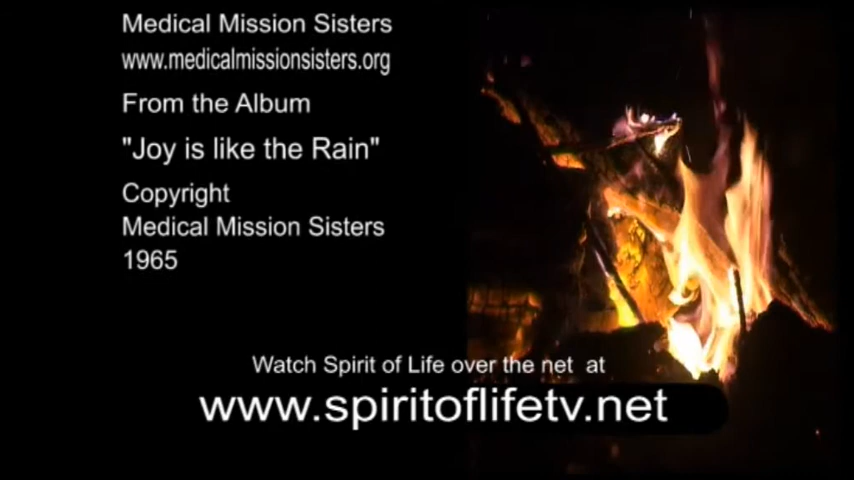 Medical Mission Sisters
www.medicalmissionsisters.org
From the Album
"Joy is like the Rain"
Copyright
Medical Mission Sisters
1965
Watch Spirit of Life over the net at
www.spiritoflifetv.net